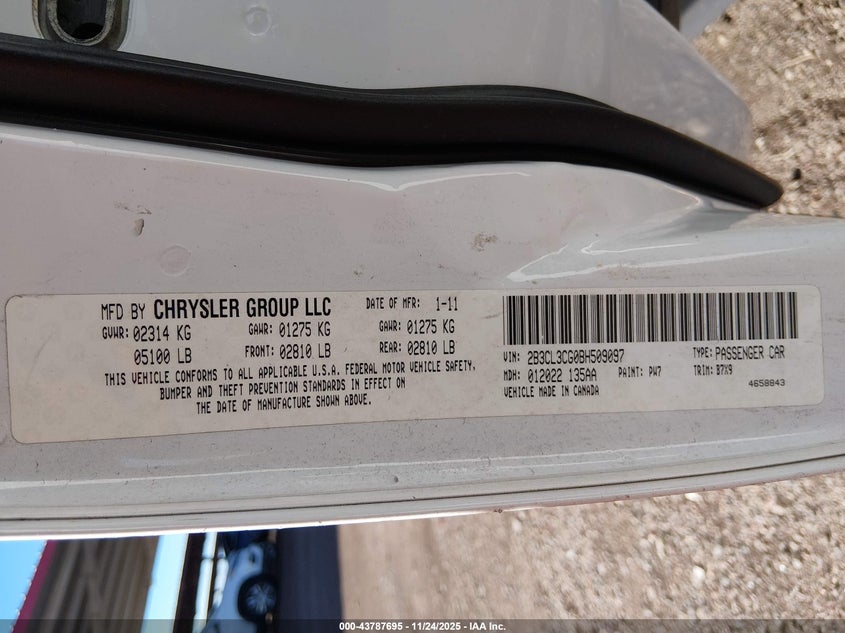 MFD BY CHRYSLER GROUP LLC DATE OF MFR: 1-11
GVWR: 02314 KG GAWR: 01275 KG GAWR: 01275 KG
05100 LB FRONT: 02810 LB REAR: 02810 LB
THIS VEHICLE CONFORMS TO ALL APPLICABLE U.S.A. FEDERAL MOTOR VEHICLE SAFETY,
BUMPER AND THEFT PREVENTION STANDARDS IN EFFECT ON
THE DATE OF MANUFACTURE SHOWN ABOVE.
VIN: 2B3CL3CG0BH509097 TYPE: PASSENGER CAR
MDH: 012022 135AA PAINT: PW7 TRIM: B7X9
VEHICLE MADE IN CANADA 4658843
000-43787695 - 11/24/2025 - IAA Inc.